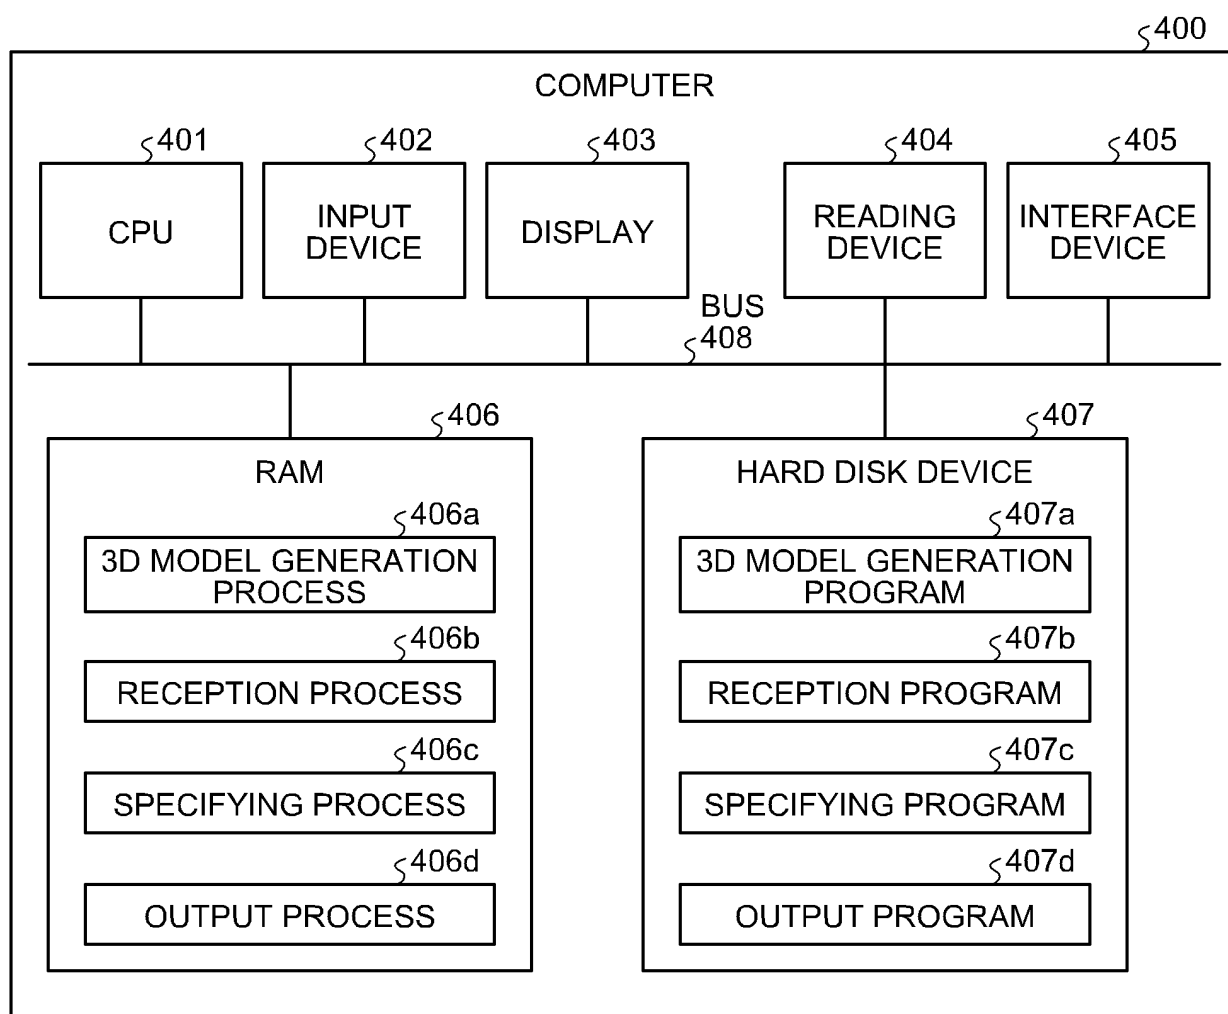 400
COMPUTER
401
402
403
404
405
CPU
INPUT
DEVICE
DISPLAY
READING
DEVICE
INTERFACE
DEVICE
BUS
408
406
407
RAM
HARD DISK DEVICE
406a
407a
3D MODEL GENERATION
PROCESS
3D MODEL GENERATION
PROGRAM
406b
407b
RECEPTION PROCESS
RECEPTION PROGRAM
406c
407c
SPECIFYING PROCESS
SPECIFYING PROGRAM
406d
407d
OUTPUT PROCESS
OUTPUT PROGRAM